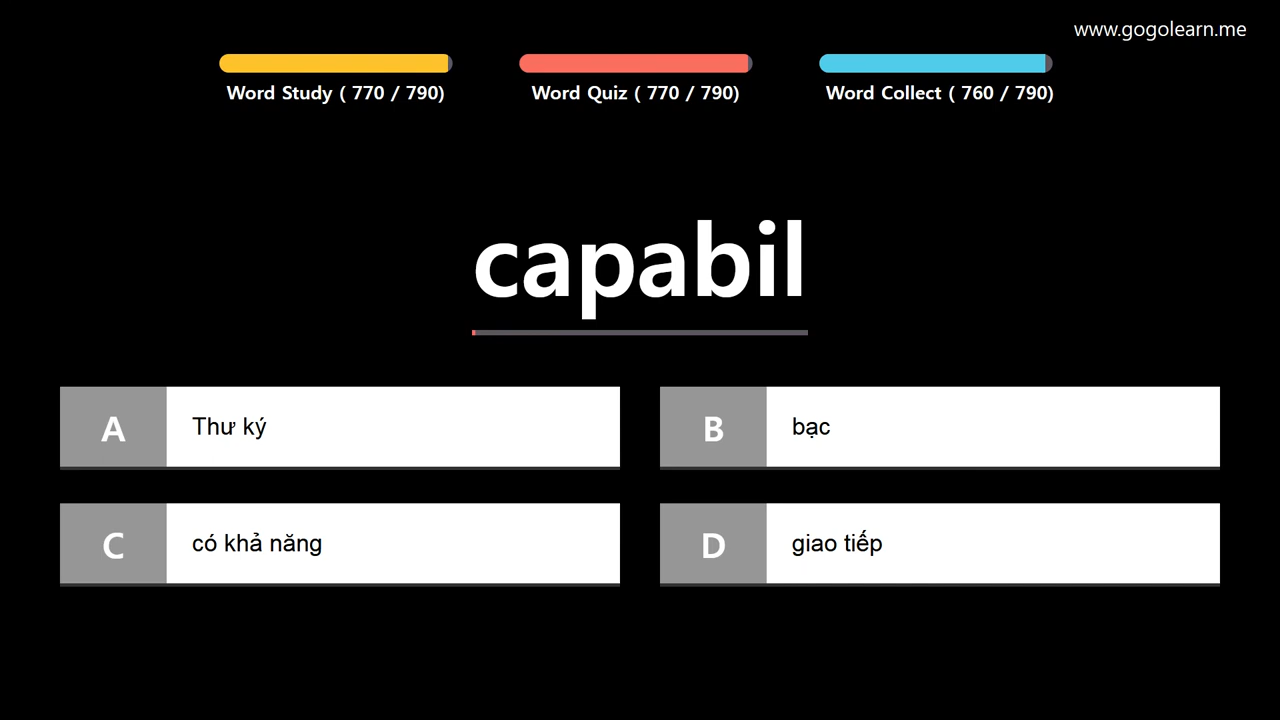 www.gogolearn.me
Word Study ( 770 / 790)
Word Quiz ( 770 / 790)
Word Collect ( 760 / 790)
capabil
A Thư ký
B bạc
C có khả năng
D giao tiếp